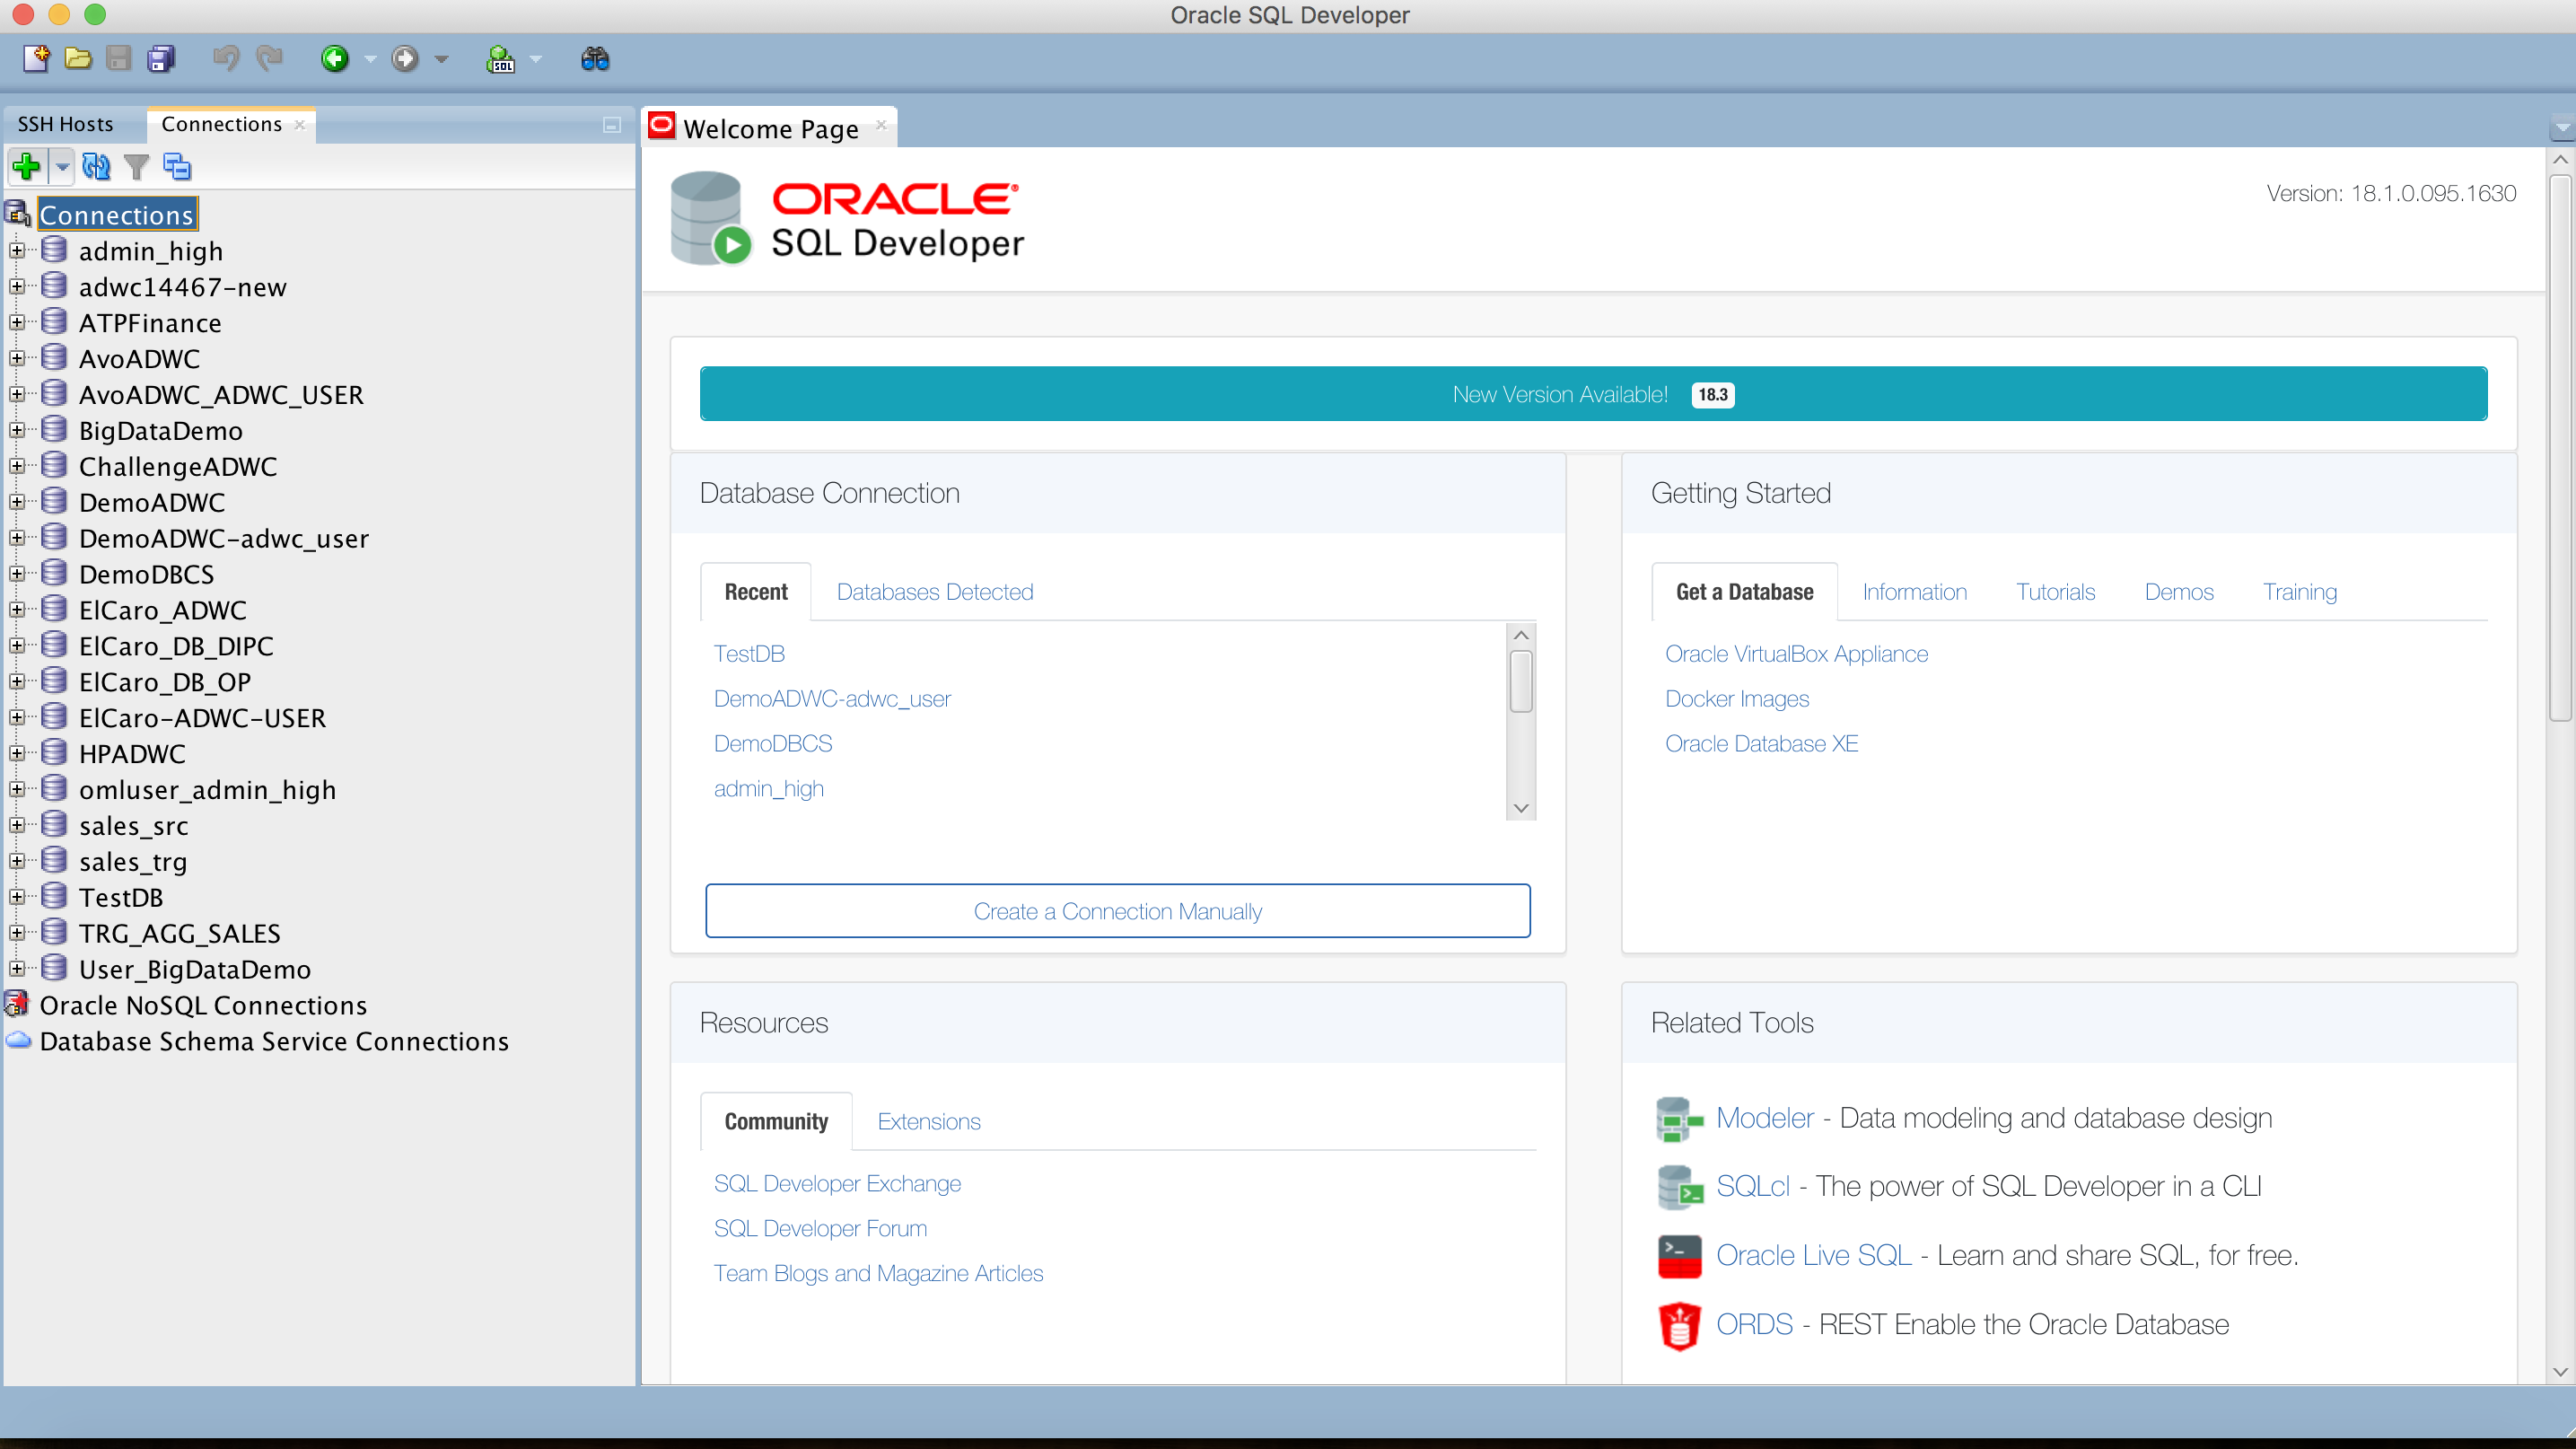 Oracle SQL Developer
SQL
SSH Hosts
Connections
Welcome Page
Connections
admin_high
adwc14467-new
ATPFinance
AvoADWC
AvoADWC_ADWC_USER
BigDataDemo
ChallengeADWC
DemoADWC
DemoADWC-adwc_user
DemoDBCS
ElCaro_ADWC
ElCaro_DB_DIPC
ElCaro_DB_OP
ElCaro-ADWC-USER
HPADWC
omluser_admin_high
sales_src
sales_trg
TestDB
TRG_AGG_SALES
User_BigDataDemo
Oracle NoSQL Connections
Database Schema Service Connections
ORACLE®
SQL Developer
Version: 18.1.0.095.1630
New Version Available! 18.3
Database Connection
Recent
Databases Detected
TestDB
DemoADWC-adwc_user
DemoDBCS
admin_high
Create a Connection Manually
Getting Started
Get a Database
Information
Tutorials
Demos
Training
Oracle VirtualBox Appliance
Docker Images
Oracle Database XE
Resources
Community
Extensions
SQL Developer Exchange
SQL Developer Forum
Team Blogs and Magazine Articles
Related Tools
Modeler - Data modeling and database design
SQLcl - The power of SQL Developer in a CLI
Oracle Live SQL - Learn and share SQL, for free.
ORDS - REST Enable the Oracle Database